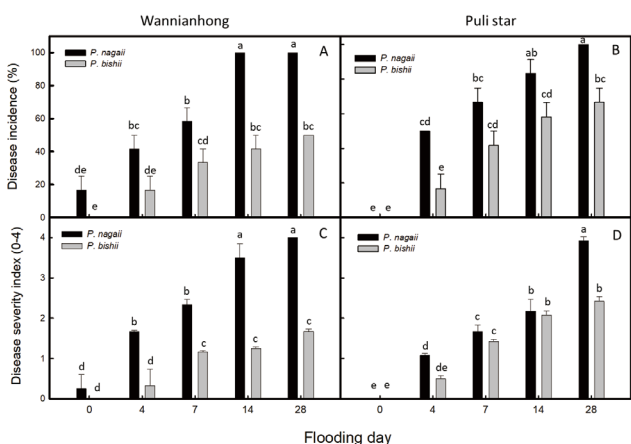 Wannianhong
Puli star
Disease incidence (%)
100
80
60
40
20
0
P. nagaii
P. bishii
A
de
e
bc
de
b
cd
a
bc
a
bc
P. nagaii
P. bishii
B
e
e
cd
e
bc
cd
ab
cd
a
bc
Disease severity index (0-4)
4
3
2
1
0
P. nagaii
P. bishii
C
d
d
b
d
b
c
a
c
a
c
P. nagaii
P. bishii
D
e
e
d
de
c
c
b
b
a
b
0 4 7 14 28
0 4 7 14 28
Flooding day